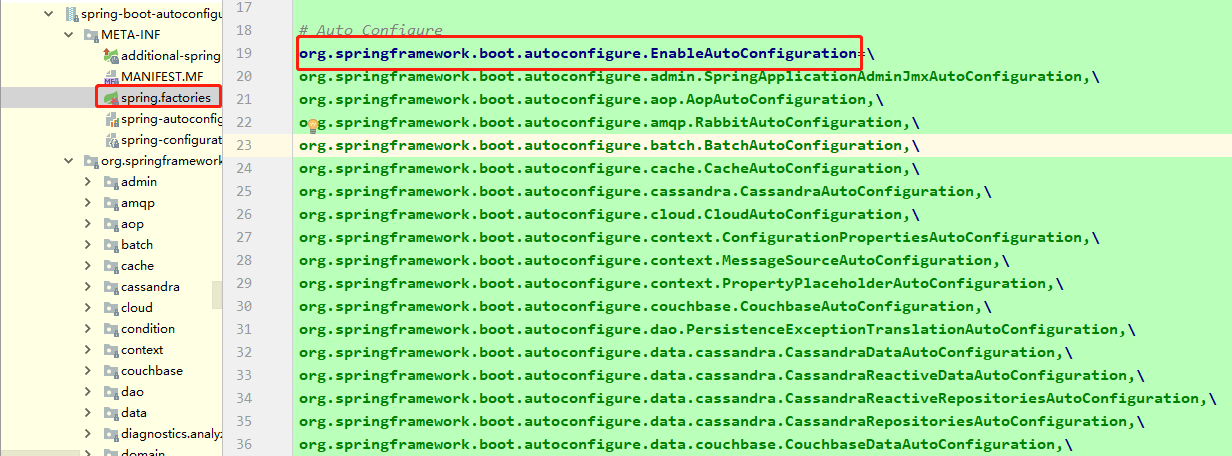 spring-boot-autoconfigu
META-INF
additional-spring
MANIFEST.MF
spring.factories
spring-autoconfig
spring-configurat
org.springframework
admin
amqp
aop
batch
cache
cassandra
cloud
condition
context
couchbase
dao
data
diagnostics.analyz
domain
17
18 # Auto Configure
19 org.springframework.boot.autoconfigure.EnableAutoConfiguration=\
20 org.springframework.boot.autoconfigure.admin.SpringApplicationAdminJmxAutoConfiguration,\
21 org.springframework.boot.autoconfigure.aop.AopAutoConfiguration,\
22 org.springframework.boot.autoconfigure.amqp.RabbitAutoConfiguration,\
23 org.springframework.boot.autoconfigure.batch.BatchAutoConfiguration,\
24 org.springframework.boot.autoconfigure.cache.CacheAutoConfiguration,\
25 org.springframework.boot.autoconfigure.cassandra.CassandraAutoConfiguration,\
26 org.springframework.boot.autoconfigure.cloud.CloudAutoConfiguration,\
27 org.springframework.boot.autoconfigure.context.ConfigurationPropertiesAutoConfiguration,\
28 org.springframework.boot.autoconfigure.context.MessageSourceAutoConfiguration,\
29 org.springframework.boot.autoconfigure.context.PropertyPlaceholderAutoConfiguration,\
30 org.springframework.boot.autoconfigure.couchbase.CouchbaseAutoConfiguration,\
31 org.springframework.boot.autoconfigure.dao.PersistenceExceptionTranslationAutoConfiguration,\
32 org.springframework.boot.autoconfigure.data.cassandra.CassandraDataAutoConfiguration,\
33 org.springframework.boot.autoconfigure.data.cassandra.CassandraReactiveDataAutoConfiguration,\
34 org.springframework.boot.autoconfigure.data.cassandra.CassandraReactiveRepositoriesAutoConfiguration,\
35 org.springframework.boot.autoconfigure.data.cassandra.CassandraRepositoriesAutoConfiguration,\
36 org.springframework.boot.autoconfigure.data.couchbase.CouchbaseDataAutoConfiguration,\